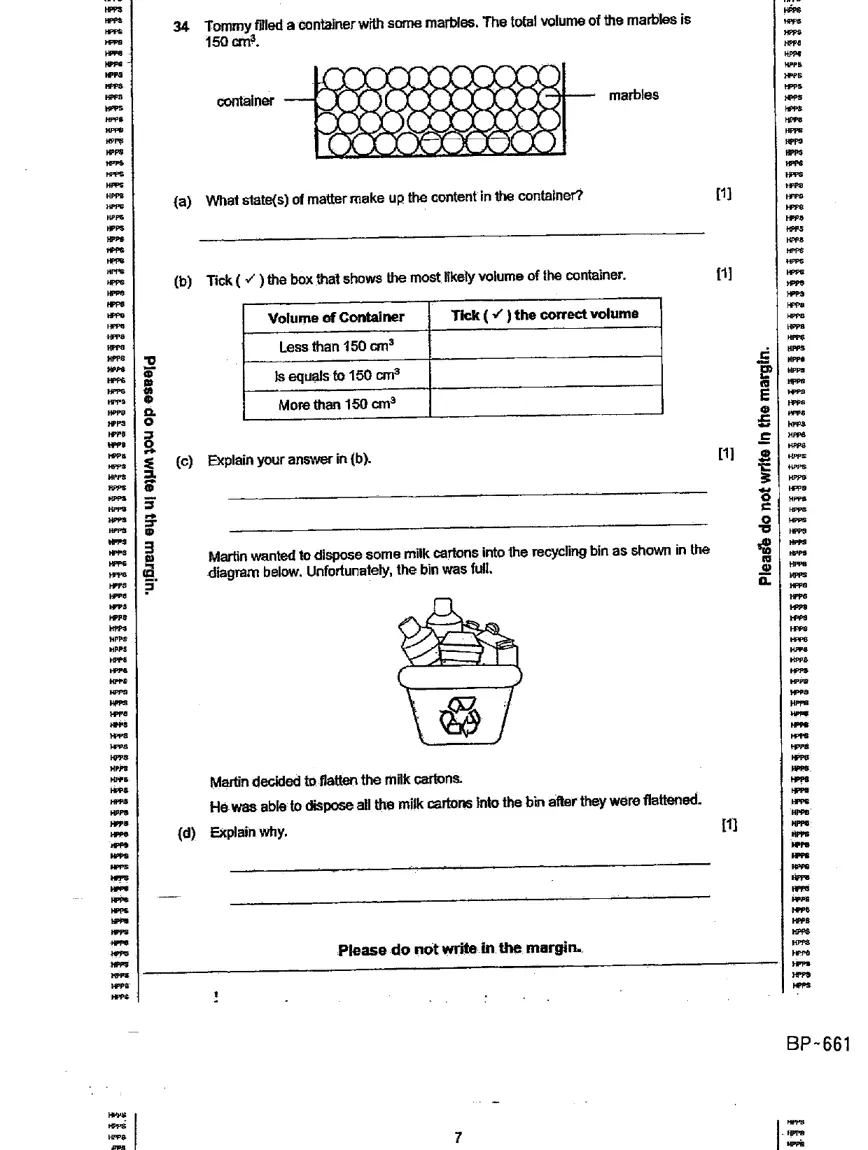 34 Tommy filled a container with some marbles. The total volume of the marbles is
150 cm³.
container
marbles
(a) What state(s) of matter make up the content in the container? [1]
(b) Tick ( ✓ ) the box that shows the most likely volume of the container. [1]
Volume of Container Tick ( ✓ ) the correct volume
Less than 150 cm³
Is equals to 150 cm³
More than 150 cm³
(c) Explain your answer in (b). [1]
Martin wanted to dispose some milk cartons into the recycling bin as shown in the
diagram below. Unfortunately, the bin was full.
Martin decided to flatten the milk cartons.
He was able to dispose all the milk cartons into the bin after they were flattened.
(d) Explain why. [1]
Please do not write in the margin.
Please do not write in the margin.
Please do not write in the margin.
BP~661
7